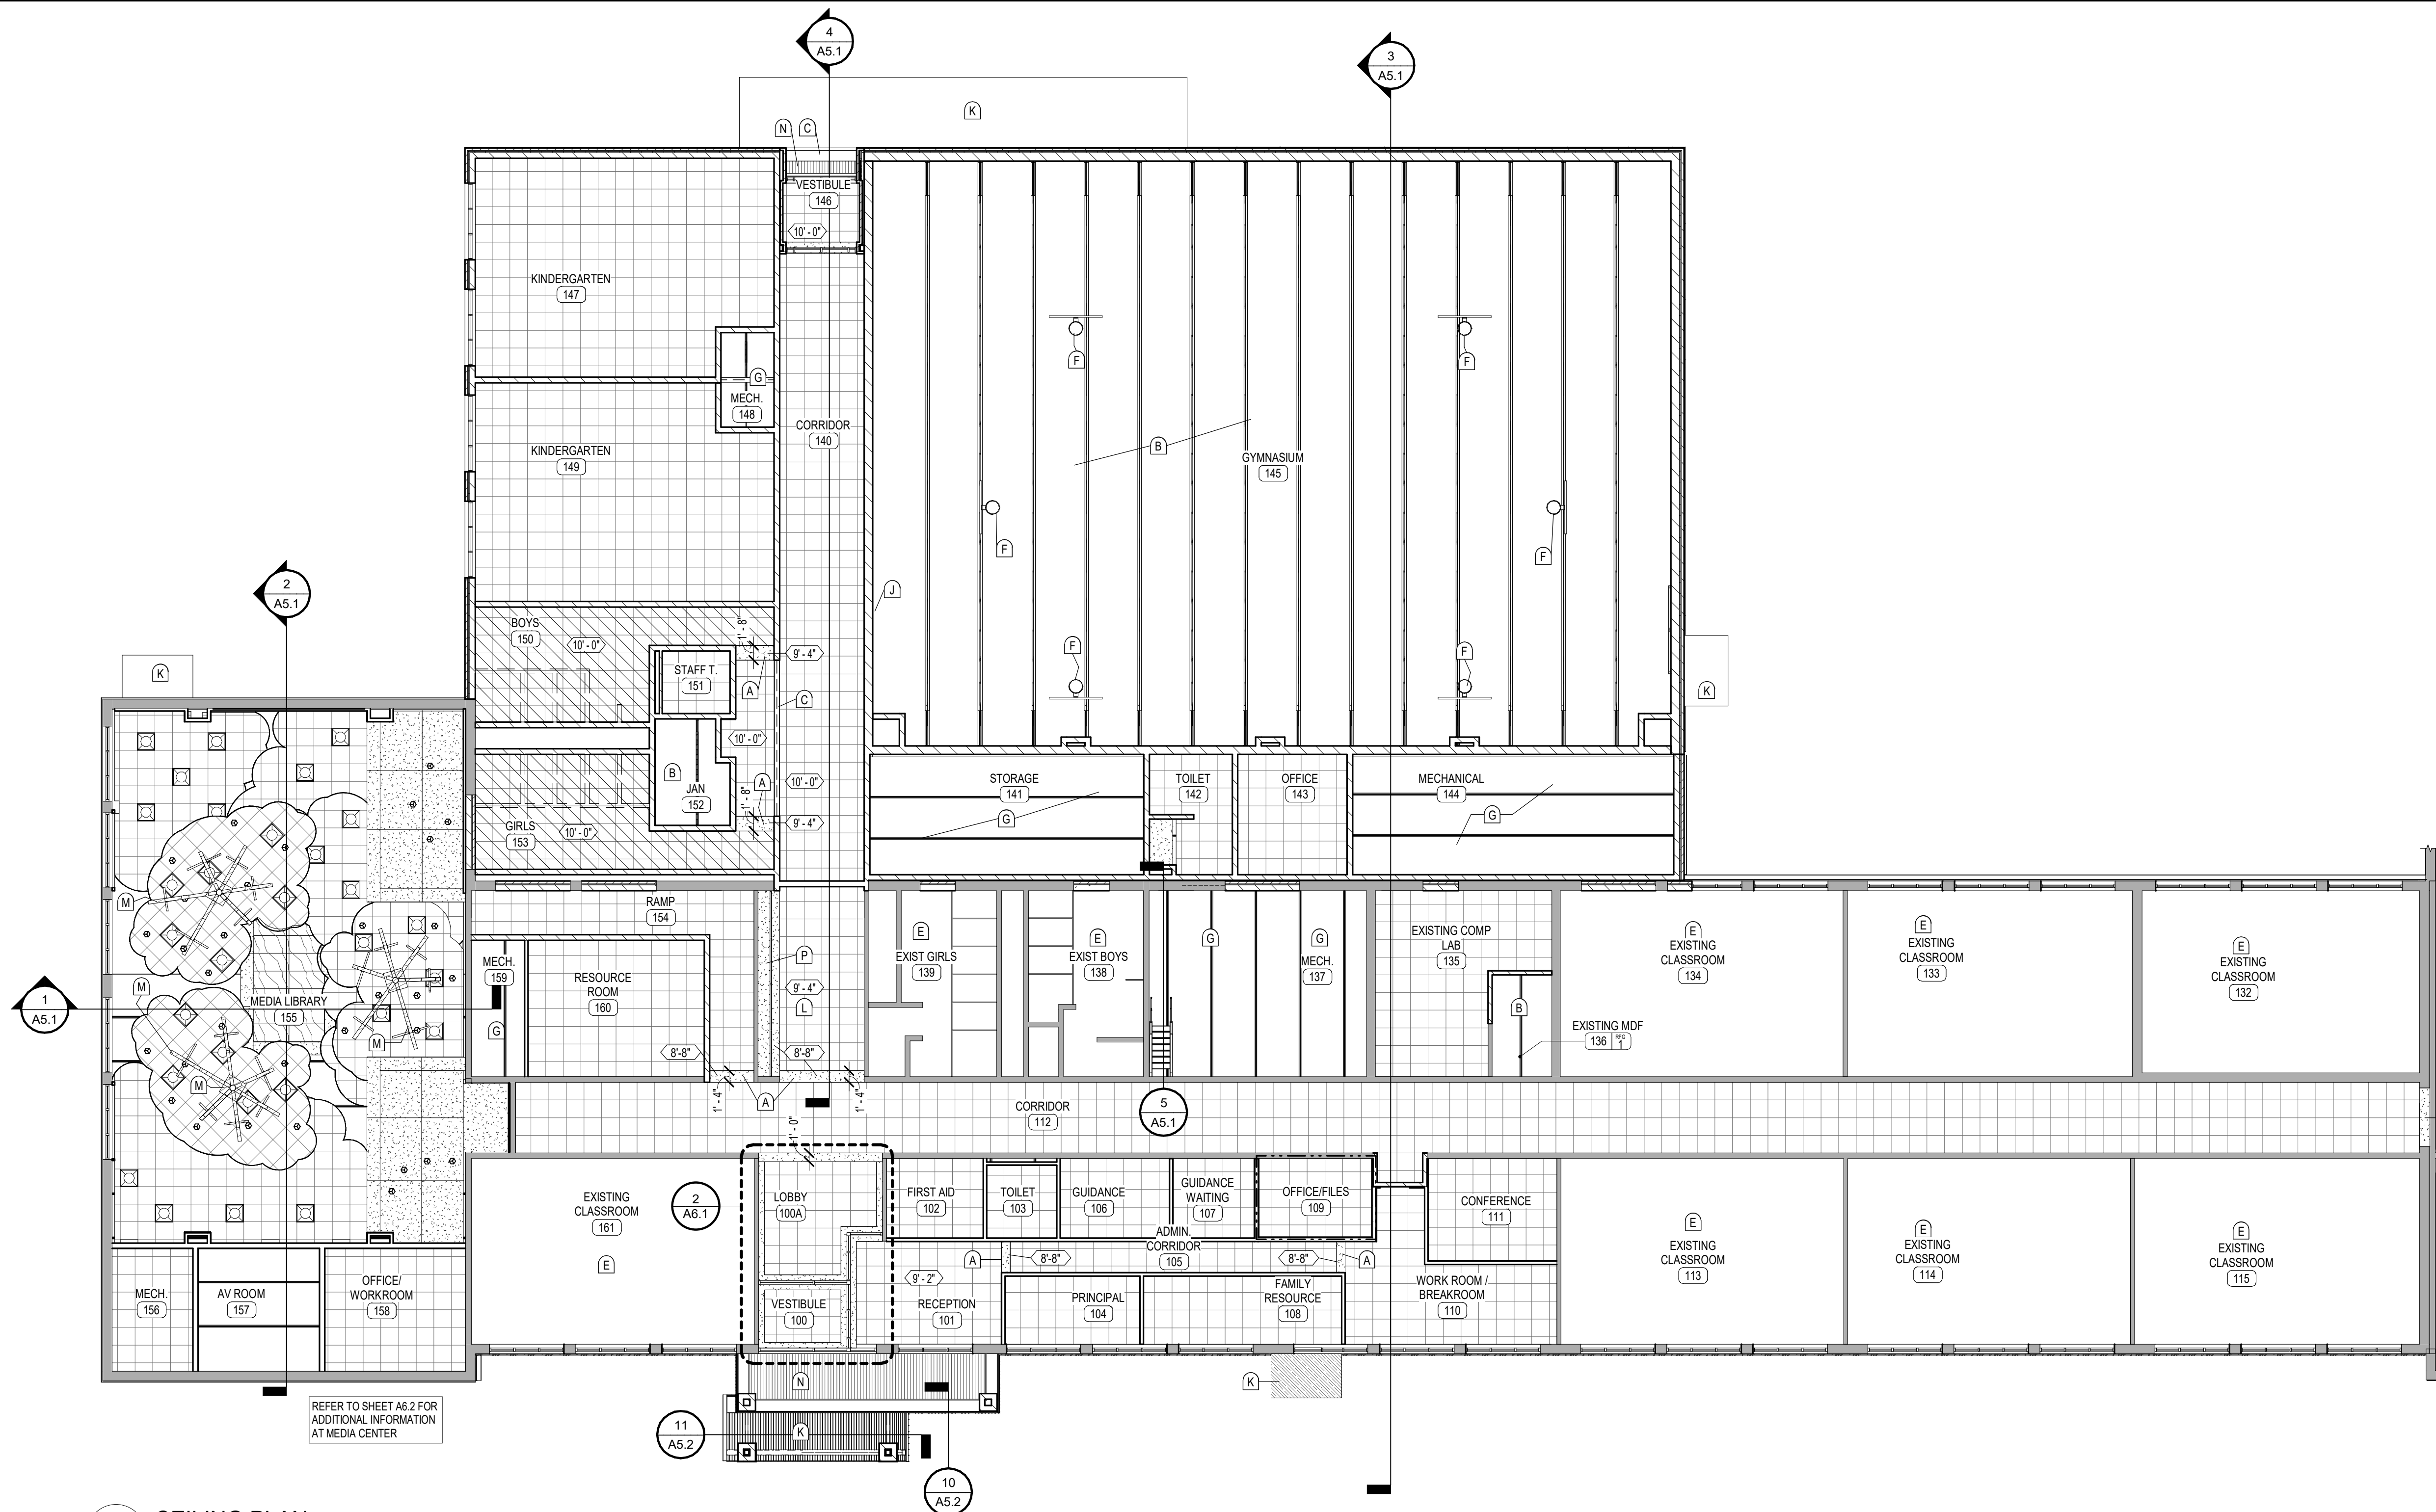 4
A5.1
3
A5.1
K
N
C
VESTIBULE
146
10' - 0"
KINDERGARTEN
147
F
F
G
MECH.
148
CORRIDOR
140
KINDERGARTEN
149
B
GYMNASIUM
145
F
F
2
A5.1
J
BOYS
150
10' - 0"
1' - 8"
9' - 4"
STAFF T.
151
A
C
F
F
K
K
10' - 0"
B
JAN
152
A
10' - 0"
1' - 8"
9' - 4"
GIRLS
153
10' - 0"
STORAGE
141
G
TOILET
142
OFFICE
143
MECHANICAL
144
G
M
RAMP
154
P
9' - 4"
L
E
EXIST GIRLS
139
E
EXIST BOYS
138
G
G
MECH.
137
EXISTING COMP
LAB
135
B
EXISTING MDF
136
RFG
1
E
EXISTING
CLASSROOM
134
E
EXISTING
CLASSROOM
133
E
EXISTING
CLASSROOM
132
1
A5.1
M
MEDIA LIBRARY
155
M
M
MECH.
159
G
RESOURCE
ROOM
160
8'-8"
8'-8"
1' - 4"
A
1' - 4"
1' - 0"
CORRIDOR
112
5
A5.1
EXISTING
CLASSROOM
161
E
2
A6.1
LOBBY
100A
FIRST AID
102
TOILET
103
GUIDANCE
106
GUIDANCE
WAITING
107
OFFICE/FILES
109
CONFERENCE
111
ADMIN.
CORRIDOR
105
A
8'-8"
8'-8"
A
9' - 2"
RECEPTION
101
VESTIBULE
100
PRINCIPAL
104
FAMILY
RESOURCE
108
WORK ROOM /
BREAKROOM
110
E
EXISTING
CLASSROOM
113
E
EXISTING
CLASSROOM
114
E
EXISTING
CLASSROOM
115
MECH.
156
AV ROOM
157
OFFICE/
WORKROOM
158
N
K
K
REFER TO SHEET A6.2 FOR
ADDITIONAL INFORMATION
AT MEDIA CENTER
11
A5.2
10
A5.2
CEILING PLAN